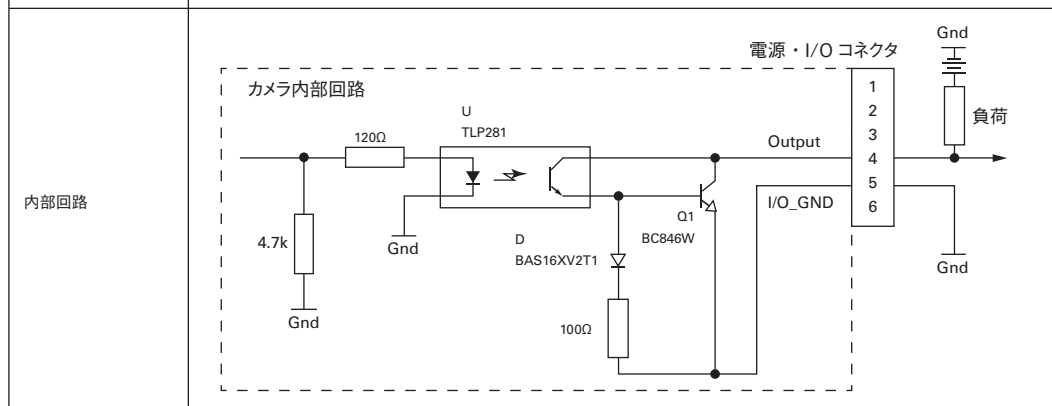 Gnd
電源・I/O コネクタ
カメラ内部回路
1
2
3
4
5
6
負荷
U
TLP281
120Ω
Output
内部回路
I/O_GND
4.7k
Gnd
Q1
BC846W
D
BAS16XV2T1
Gnd
Gnd
100Ω